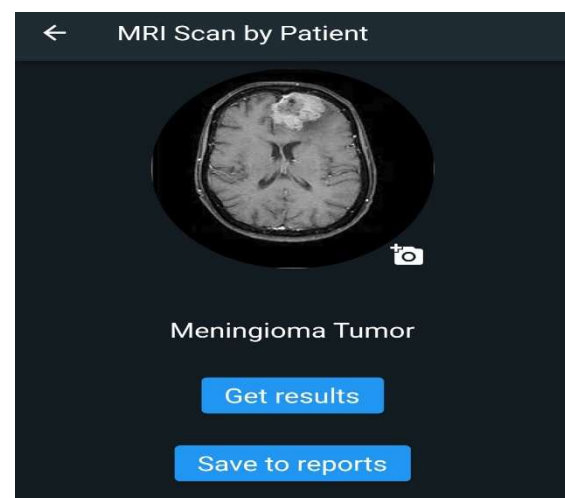 MRI Scan by Patient
Meningioma Tumor
Get results
Save to reports